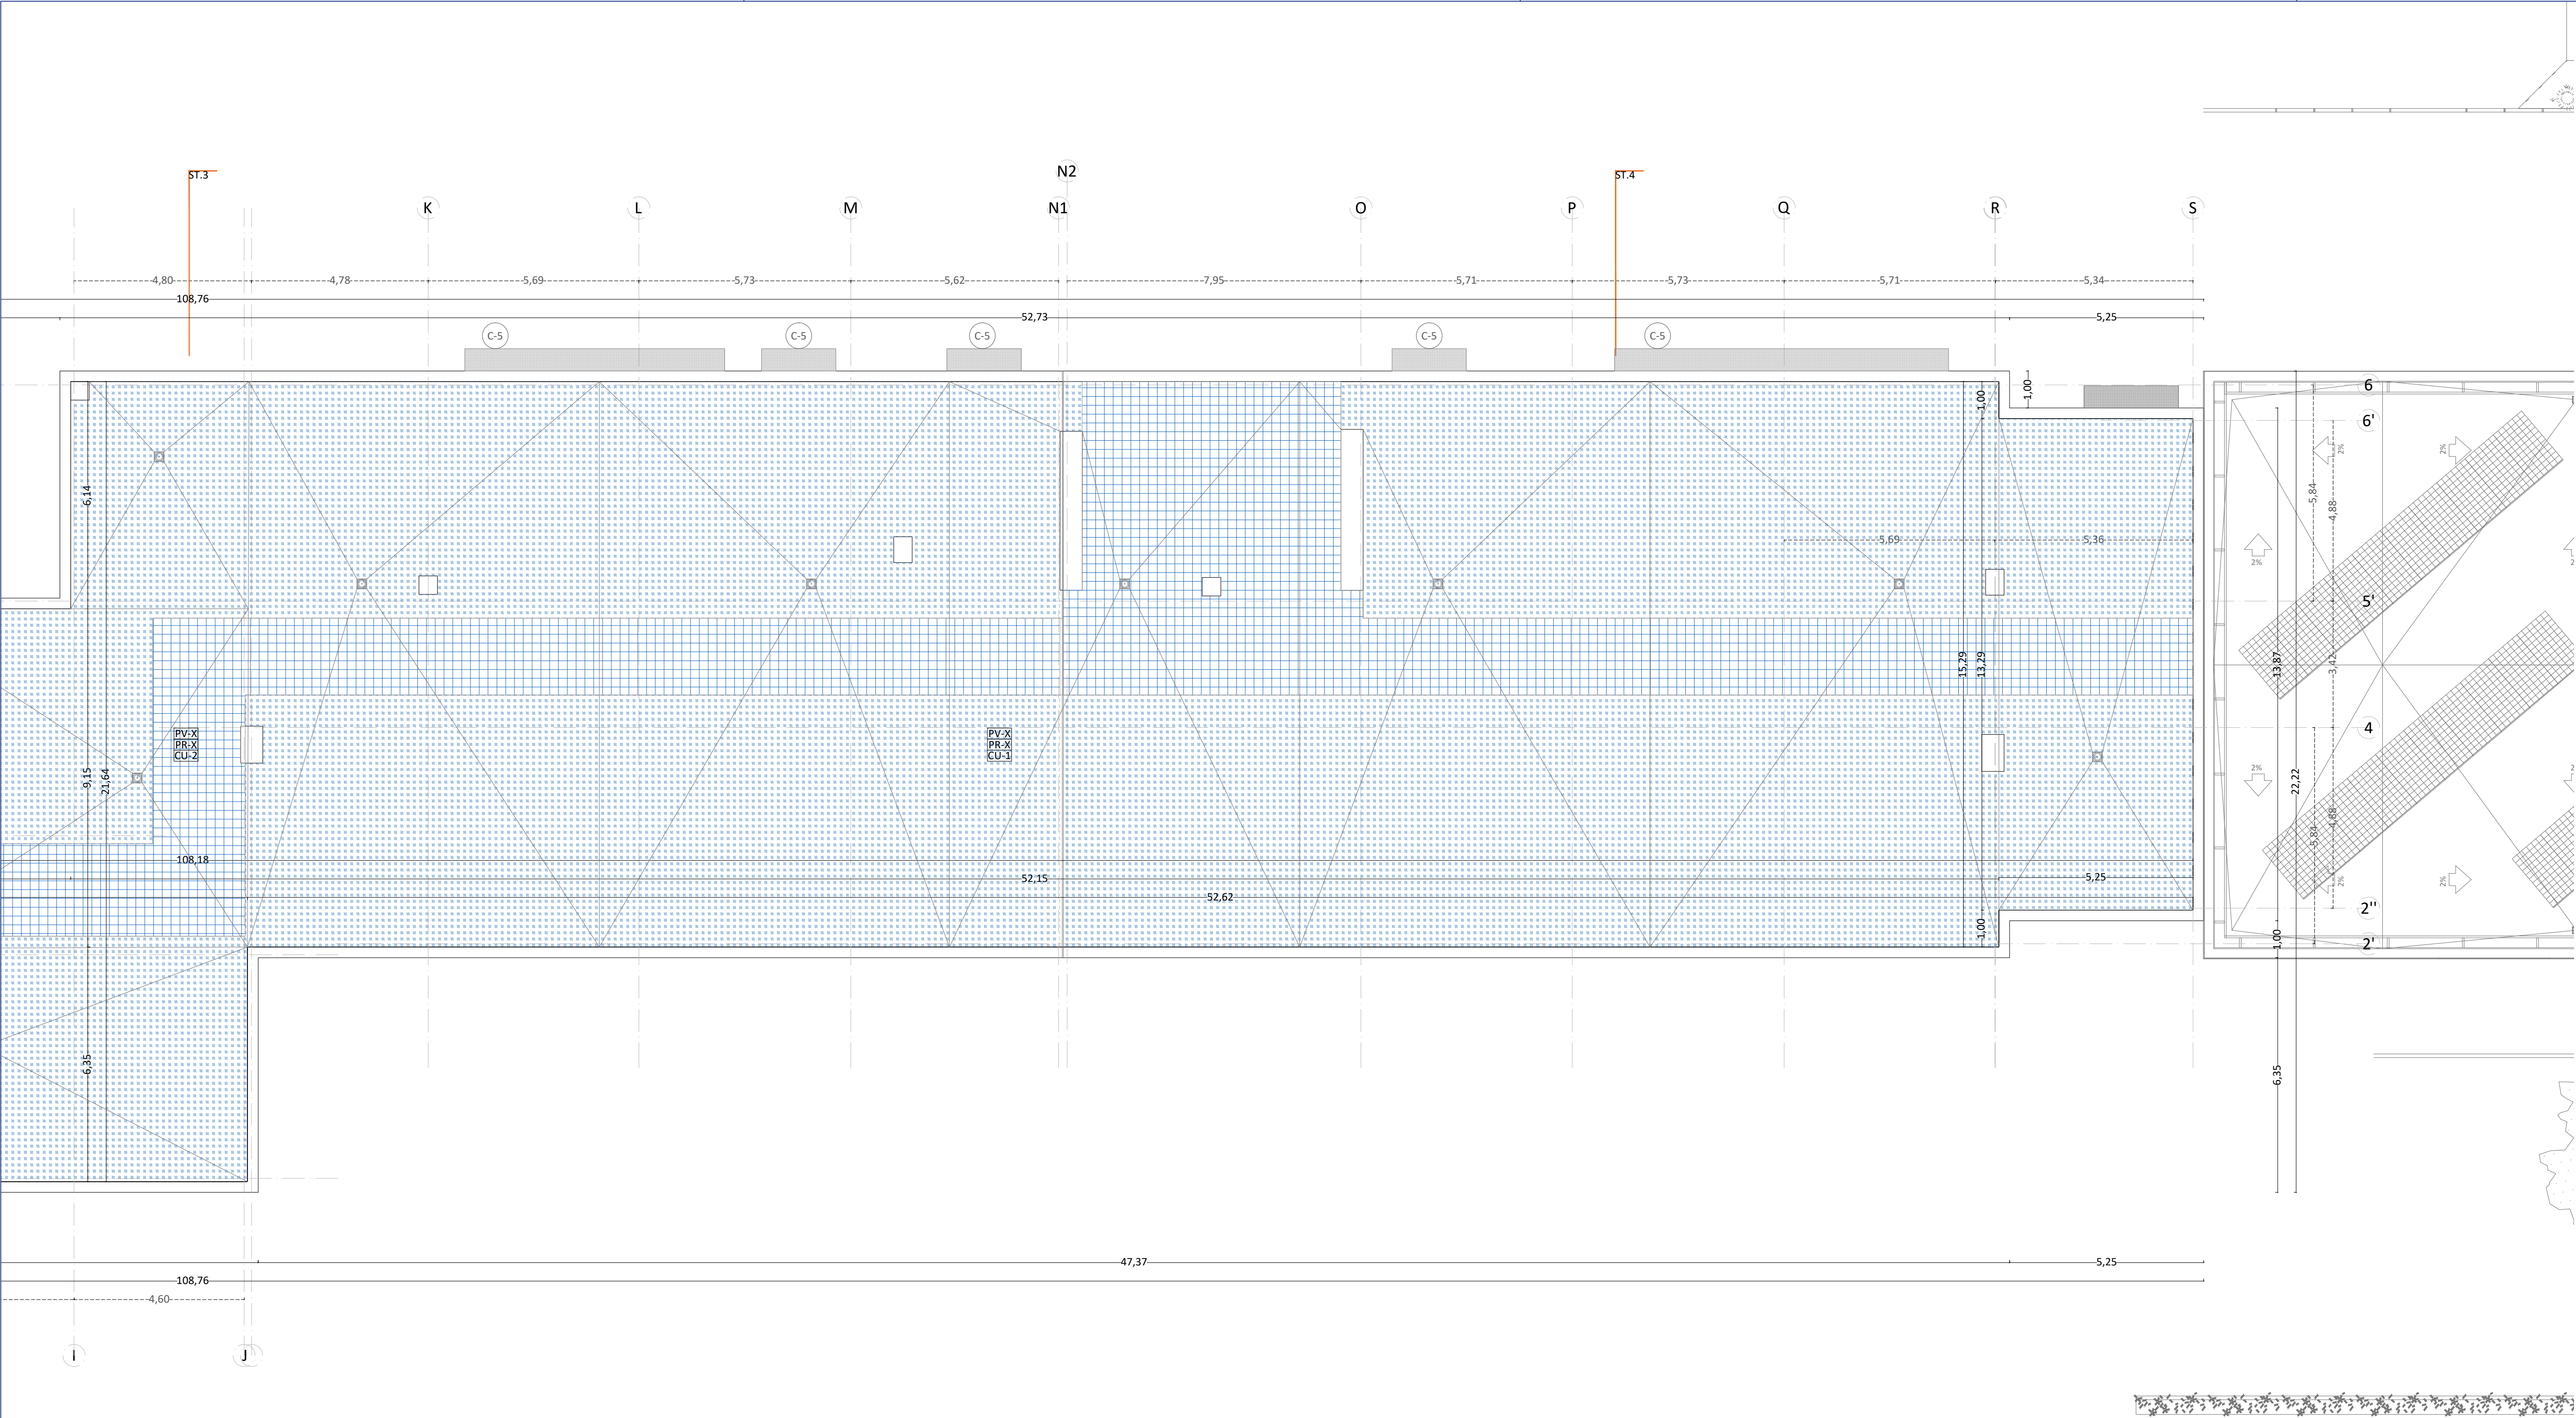 N2
ST.3
ST.4
K
L
M
N1
O
P
Q
R
S
4,80
4,78
5,69
5,73
5,62
7,95
5,71
5,73
5,71
5,34
108,76
52,73
5,25
C-5
C-5
C-5
C-5
C-5
1,00
1,00
6
6'
2%
2%
5,84
4,88
6,14
5,69
5,36
2%
5'
15,29
13,29
13,87
3,42
4
PV-X
PR-X
CU-2
PV-X
PR-X
CU-1
9,15
21,64
2%
22,22
5,84
4,88
108,18
52,15
5,25
2%
2%
52,62
2''
1,00
1,00
2'
6,35
6,35
47,37
5,25
108,76
4,60
I
J